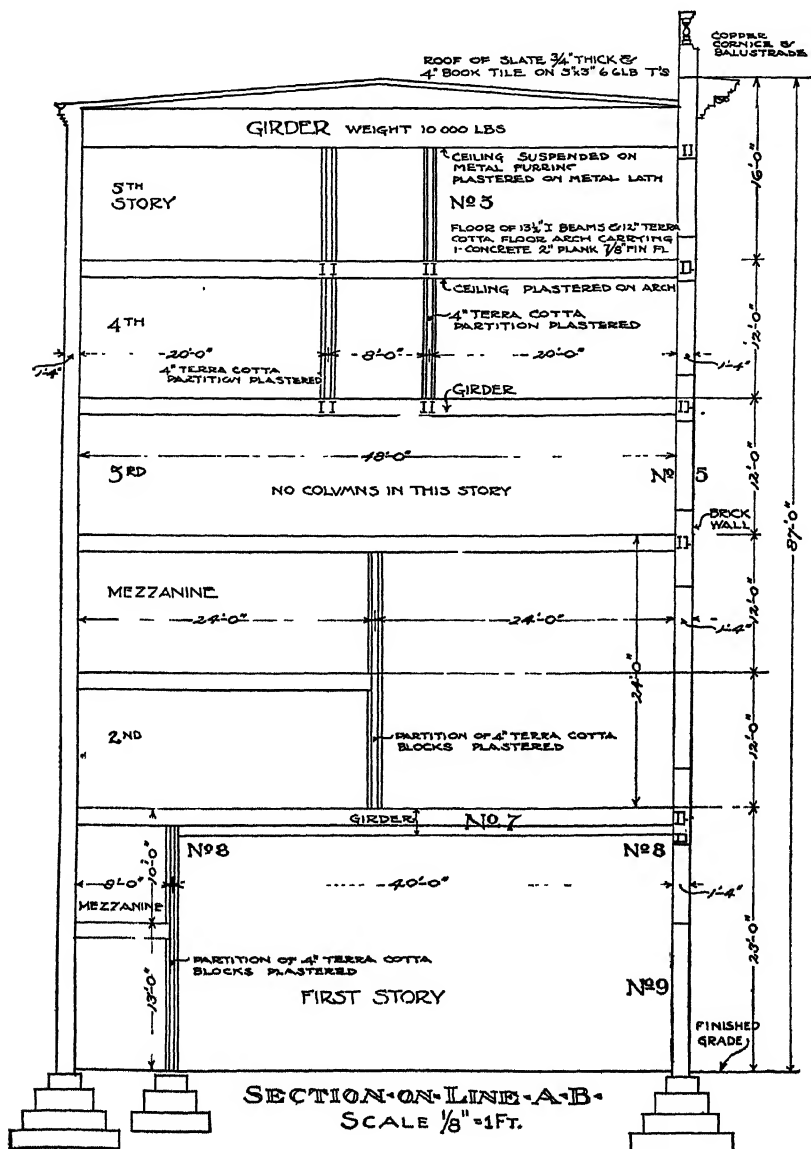 COPPER
CORNICE &
BALUSTRADE
ROOF OF SLATE 3/4" THICK &
4" BOOK TILE ON 3"x3" 6 6LB T'S
GIRDER WEIGHT 10 000 LBS
CEILING SUSPENDED ON
METAL FURRING
PLASTERED ON METAL LATH
16'-0"
5TH
STORY
Nº 5
FLOOR OF 13½" I BEAMS & 12" TERRA
COTTA FLOOR ARCH CARRYING
1- CONCRETE 2" PLANK 7/8" FIN FL
CEILING PLASTERED ON ARCH
4TH
4" TERRA COTTA
PARTITION PLASTERED
12'-0"
1'-4"
20'-0"
8'-0"
20'-0"
1'-4"
4" TERRA COTTA
PARTITION PLASTERED
GIRDER
48'-0"
3RD
Nº 5
NO COLUMNS IN THIS STORY
12'-0"
BRICK
WALL
87'-0"
MEZZANINE
24'-0"
24'-0"
1'-4"
12'-0"
24'-0"
2ND
PARTITION OF 4" TERRA COTTA
BLOCKS PLASTERED
12'-0"
GIRDER
Nº 7
Nº 8
Nº 8
10'-0"
8'-0"
40'-0"
1'-4"
MEZZANINE
23'-0"
PARTITION OF 4" TERRA COTTA
BLOCKS PLASTERED
13'-0"
FIRST STORY
Nº 9
FINISHED
GRADE
SECTION-ON-LINE-A-B-
SCALE 1/8" = 1FT.